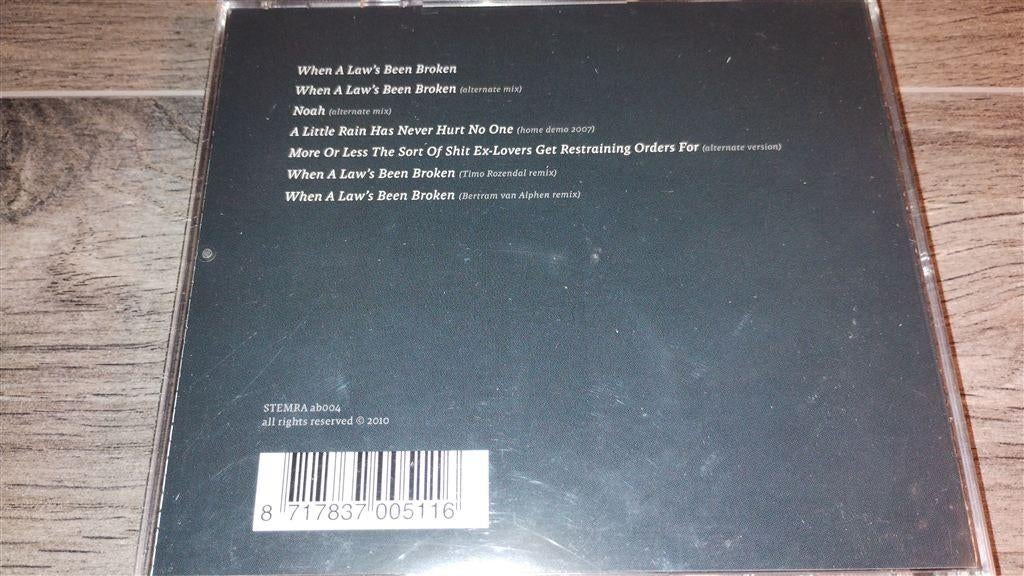 When A Law's Been Broken
When A Law's Been Broken (alternate mix)
Noah (alternate mix)
A Little Rain Has Never Hurt No One (home demo 2007)
More Or Less The Sort Of Shit Ex-Lovers Get Restraining Orders For (alternate version)
When A Law's Been Broken (Timo Rozendal remix)
When A Law's Been Broken (Bertram van Alphen remix)
STEMRA ab004
all rights reserved © 2010
8 717837 005116